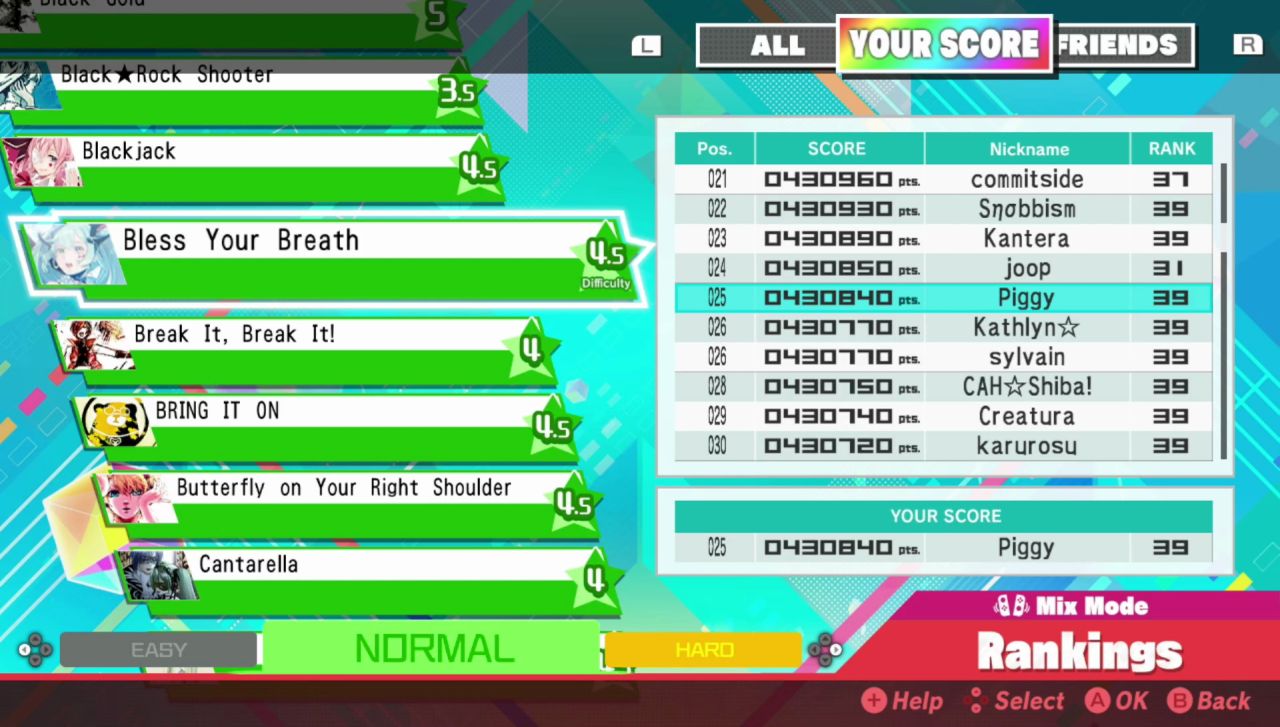 Black Gold
5
Black★Rock Shooter
3.5
Blackjack
4.5
Bless Your Breath
4.5
Difficulty
Break It, Break It!
4
BRING IT ON
4.5
Butterfly on Your Right Shoulder
4.5
Cantarella
4
EASY
NORMAL
HARD
L
ALL
YOUR SCORE
FRIENDS
R
Pos. SCORE Nickname RANK
021 0430960 pts. commitside 37
022 0430930 pts. Sησbbism 39
023 0430890 pts. Kantera 39
024 0430850 pts. joop 31
025 0430840 pts. Piggy 39
026 0430770 pts. Kathlyn☆ 39
026 0430770 pts. sylvain 39
028 0430750 pts. CAH☆Shiba! 39
029 0430740 pts. Creatura 39
030 0430720 pts. karurosu 39
YOUR SCORE
025 0430840 pts. Piggy 39
Mix Mode
Rankings
+ Help Select A OK B Back